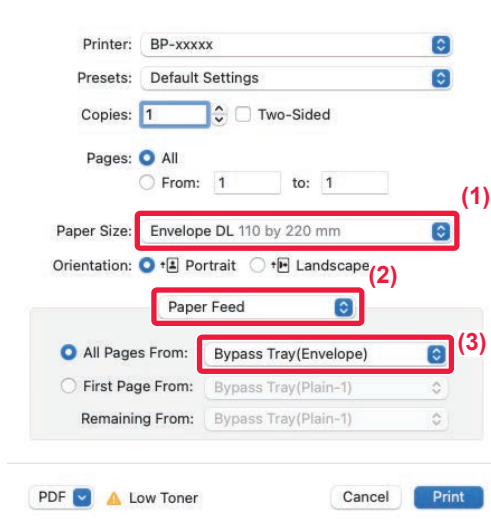 Printer: BP-xxxxx
Presets: Default Settings
Copies: 1 Two-Sided
Pages: All
From: 1 to: 1
(1)
Paper Size: Envelope DL 110 by 220 mm
Orientation: Portrait Landscape
(2)
Paper Feed
(3)
All Pages From: Bypass Tray(Envelope)
First Page From: Bypass Tray(Plain-1)
Remaining From: Bypass Tray(Plain-1)
PDF Low Toner Cancel Print